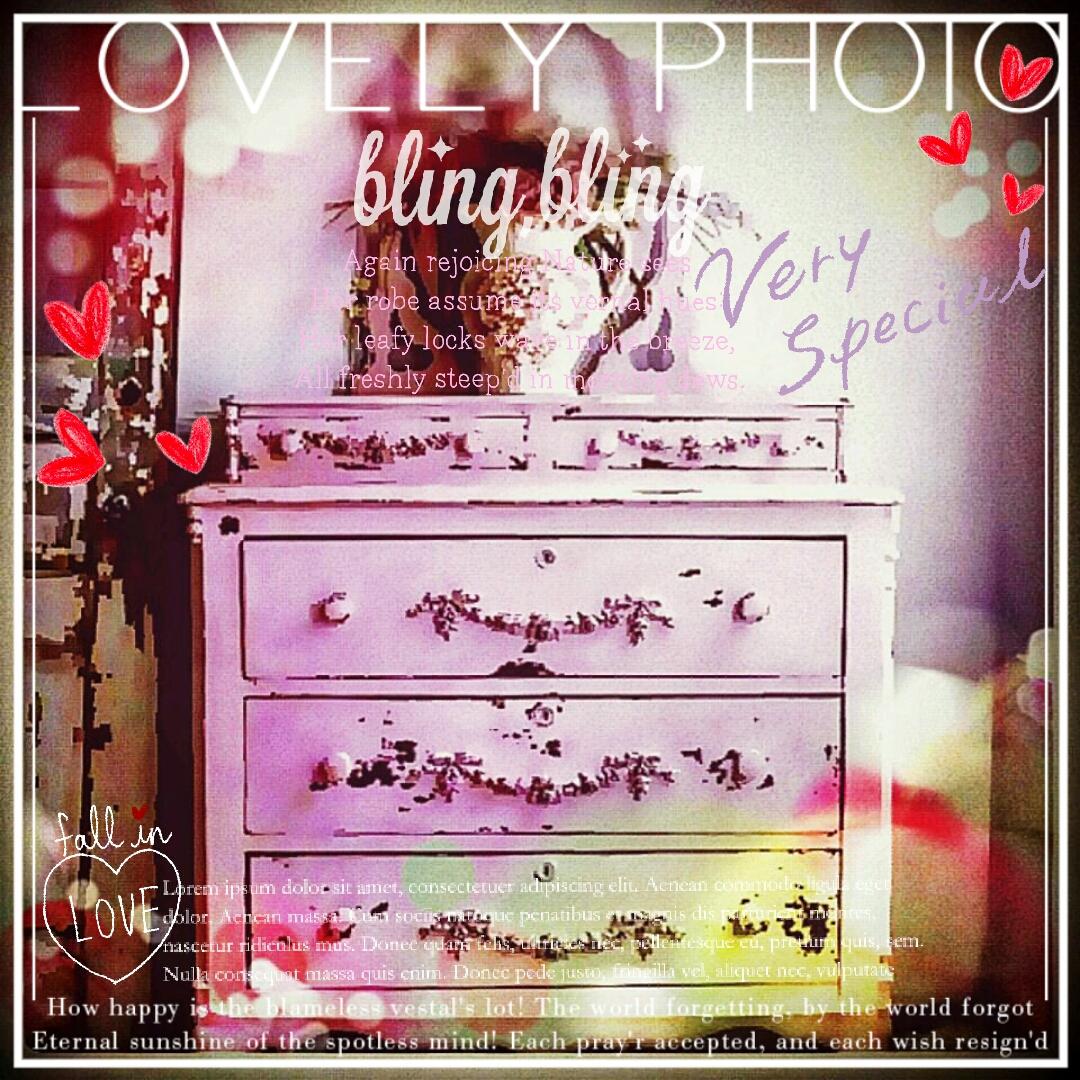 LOVELY PHOTO
bling,bling
Very
Special
Again rejoicing Nature sees
Her robe assume its vernal hues
Her leafy locks wave in the breeze,
All freshly steep'd in morning dews.
fall in
LOVE
Lorem ipsum dolor sit amet, consectetuer adipiscing elit. Aenean commodo ligula eget
dolor. Aenean massa. Cum sociis natoque penatibus et magnis dis parturient montes,
nascetur ridiculus mus. Donec quam felis, ultricies nec, pellentesque eu, pretium quis, sem.
Nulla consequat massa quis enim. Donec pede justo, fringilla vel, aliquet nec, vulputate
How happy is the blameless vestal's lot! The world forgetting, by the world forgot
Eternal sunshine of the spotless mind! Each pray'r accepted, and each wish resign'd